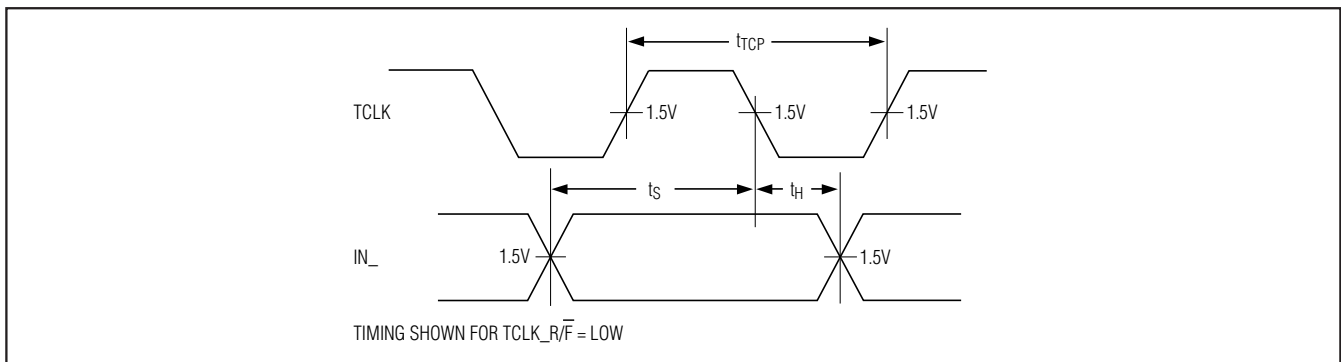 tTCP
TCLK
1.5V
1.5V
1.5V
tS
tH
IN_
1.5V
1.5V
TIMING SHOWN FOR TCLK_R/F̅ = LOW